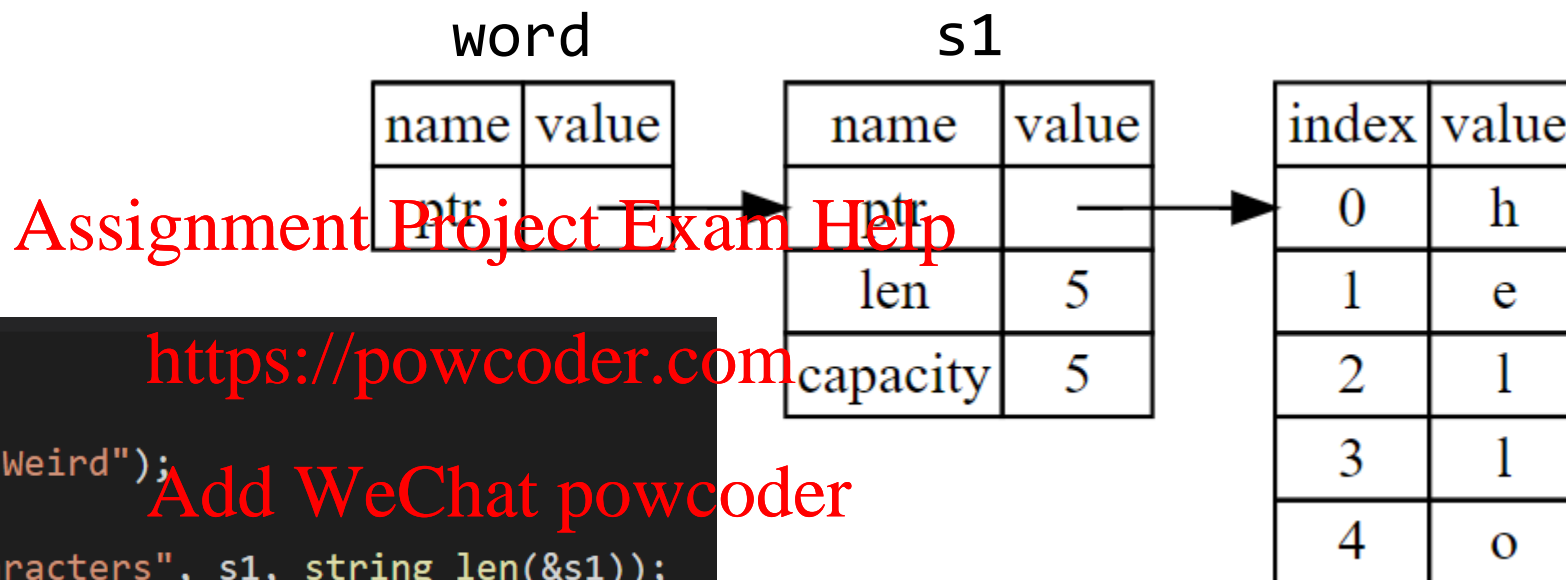 word s1
name value name value index value
ptr ptr 0 h
Assignment Project Exam Help
len 5 1 e
https://powcoder.com
capacity 5 2 l
Weird");
3 l
Add WeChat powcoder
4 o
racters", s1, string_len(&s1));